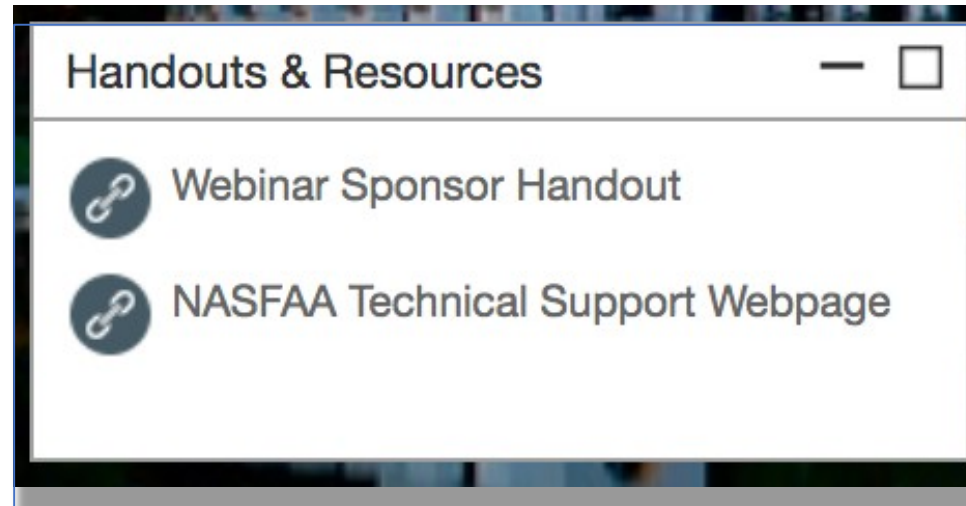 Handouts & Resources
Webinar Sponsor Handout
NASFAA Technical Support Webpage